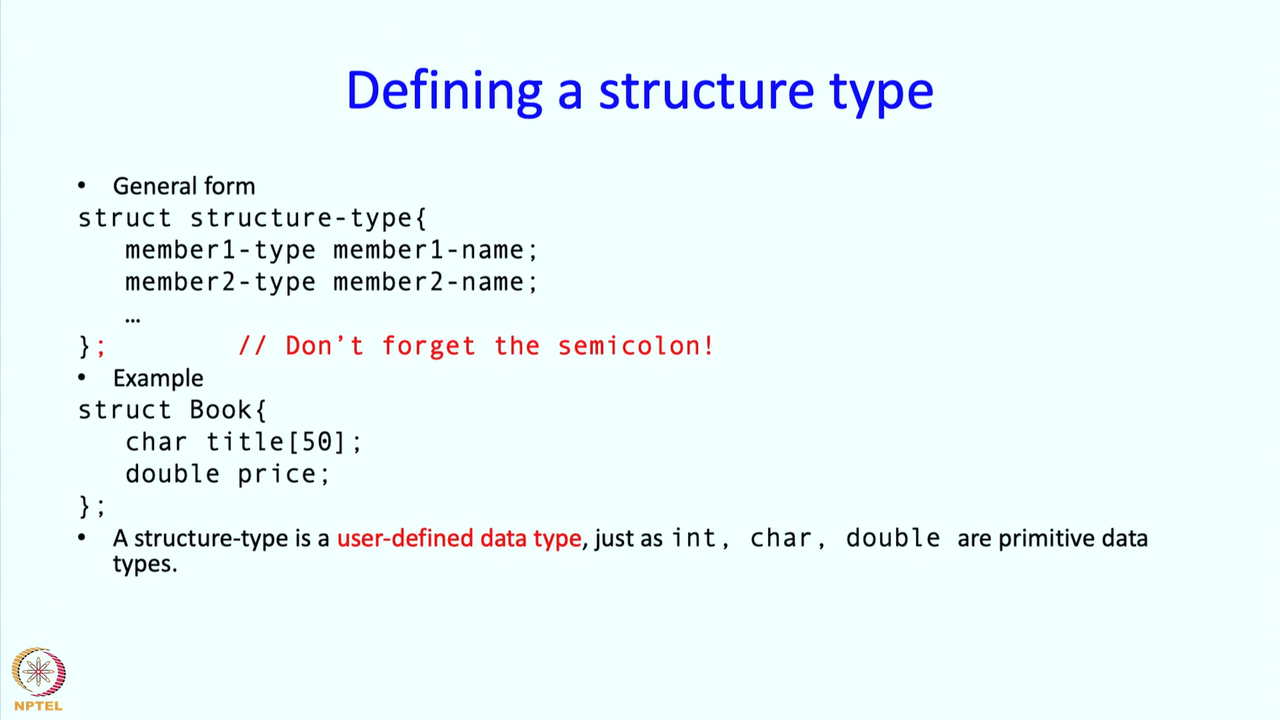 Defining a structure type
• General form
struct structure-type{
member1-type member1-name;
member2-type member2-name;
…
}; // Don’t forget the semicolon!
• Example
struct Book{
char title[50];
double price;
};
• A structure-type is a user-defined data type, just as int, char, double are primitive data
types.
NPTEL